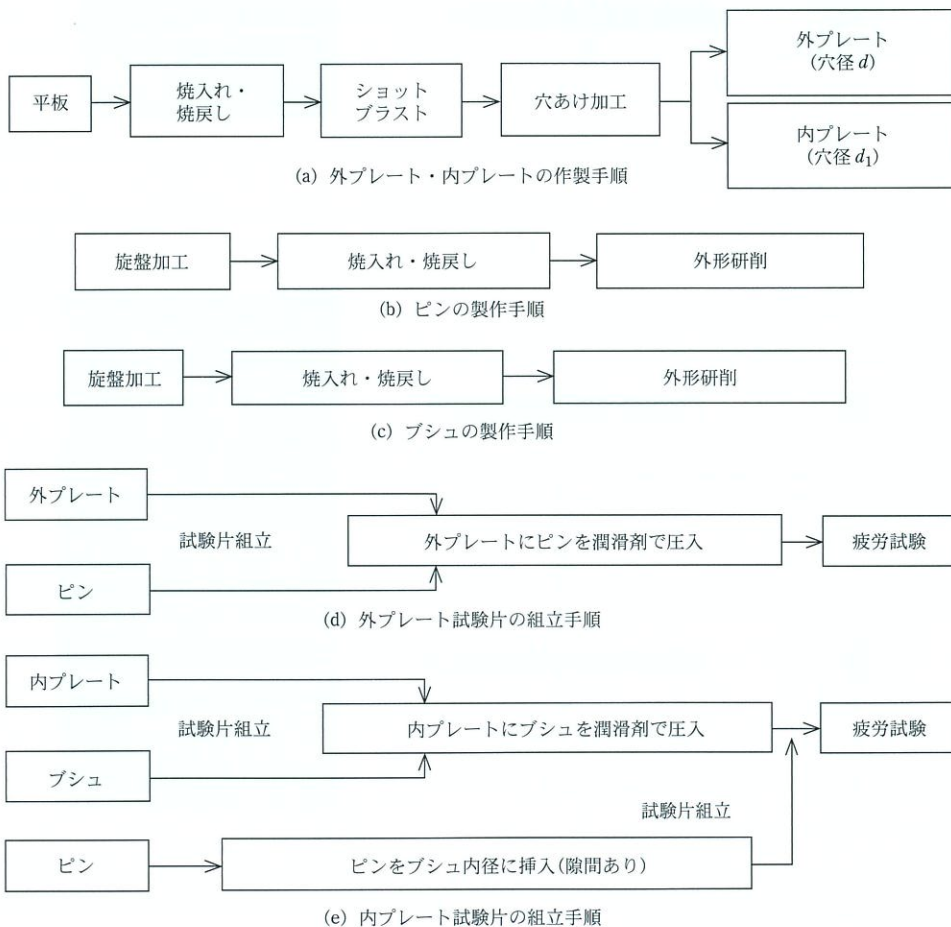 平板
焼入れ・
焼戻し
ショット
ブラスト
穴あけ加工
外プレート
(穴径 d)
内プレート
(穴径 d₁)
(a) 外プレート・内プレートの作製手順
旋盤加工
焼入れ・焼戻し
外形研削
(b) ピンの製作手順
旋盤加工
焼入れ・焼戻し
外形研削
(c) ブシュの製作手順
外プレート
試験片組立
ピン
外プレートにピンを潤滑剤で圧入
疲労試験
(d) 外プレート試験片の組立手順
内プレート
試験片組立
ブシュ
内プレートにブシュを潤滑剤で圧入
疲労試験
試験片組立
ピン
ピンをブシュ内径に挿入(隙間あり)
(e) 内プレート試験片の組立手順